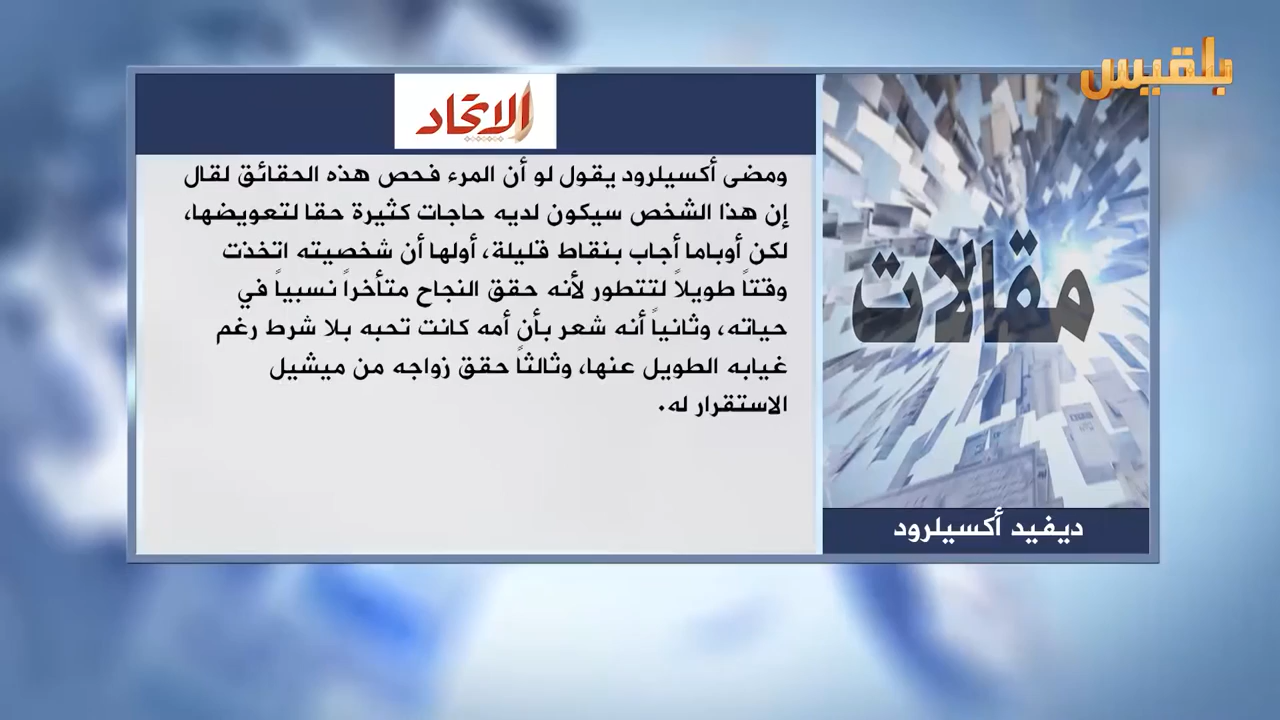 بلقيس
الاتحاد
ومضى أكسيلرود يقول لو أن المرء فحص هذه الحقائق لقال
إن هذا الشخص سيكون لديه حاجات كثيرة حقا لتعويضها،
لكن أوباما أجاب بنقاط قليلة، أولها أن شخصيته اتخذت
وقتاً طويلاً لتتطور لأنه حقق النجاح متأخراً نسبياً في
حياته، وثانياً أنه شعر بأن أمه كانت تحبه بلا شرط رغم
غيابه الطويل عنها، وثالثاً حقق زواجه من ميشيل
الاستقرار له.
مقالات
ديفيد أكسيلرود